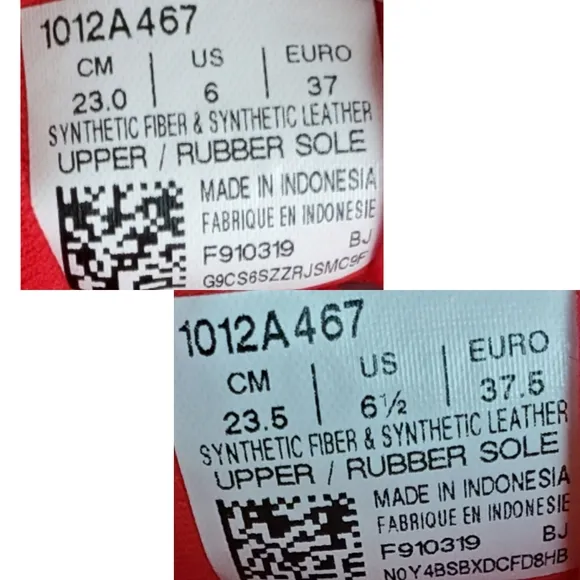 1012A467
CM | US | EURO
23.0 | 6 | 37
SYNTHETIC FIBER & SYNTHETIC LEATHER
UPPER / RUBBER SOLE
MADE IN INDONESIA
FABRIQUE EN INDONESIE
F910319 BJ
G9CS6SZZRJSMC9F
1012A467
CM | US | EURO
23.5 | 6½ | 37.5
SYNTHETIC FIBER & SYNTHETIC LEATHER
UPPER / RUBBER SOLE
MADE IN INDONESIA
FABRIQUE EN INDONESIE
F910319 BJ
N0Y4BSBXDCFD8HB